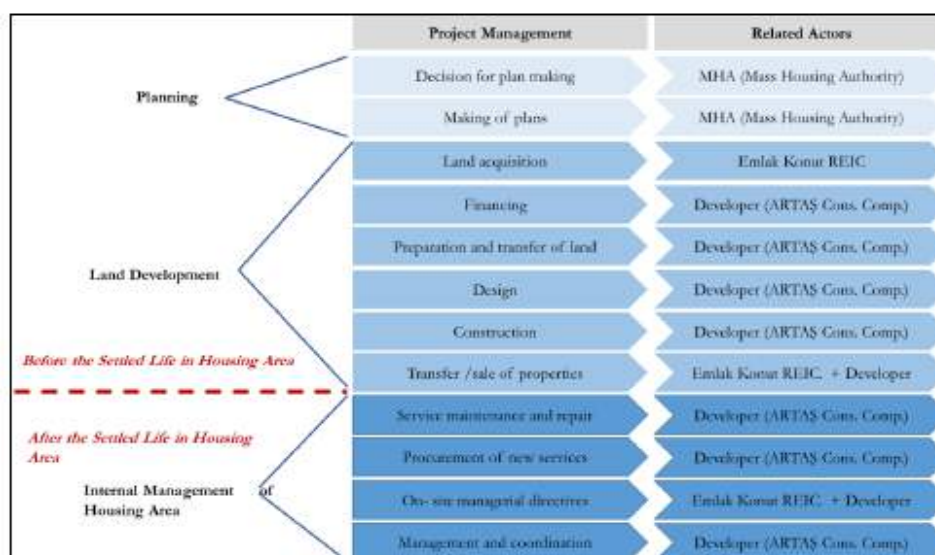 Project Management
Related Actors
Planning
Decision for plan making
MHA (Mass Housing Authority)
Making of plans
MHA (Mass Housing Authority)
Land Development
Land acquisition
Emlak Konut REIC
Financing
Developer (ARTAŞ Cons. Comp.)
Preparation and transfer of land
Developer (ARTAŞ Cons. Comp.)
Design
Developer (ARTAŞ Cons. Comp.)
Construction
Developer (ARTAŞ Cons. Comp.)
Transfer /sale of properties
Emlak Konut REIC. + Developer
Before the Settled Life in Housing Area
After the Settled Life in Housing
Area
Internal Management of
Housing Area
Service maintenance and repair
Developer (ARTAŞ Cons. Comp.)
Procurement of new services
Developer (ARTAŞ Cons. Comp.)
On- site managerial directives
Emlak Konut REIC. + Developer
Management and coordination
Developer (ARTAŞ Cons. Comp.)